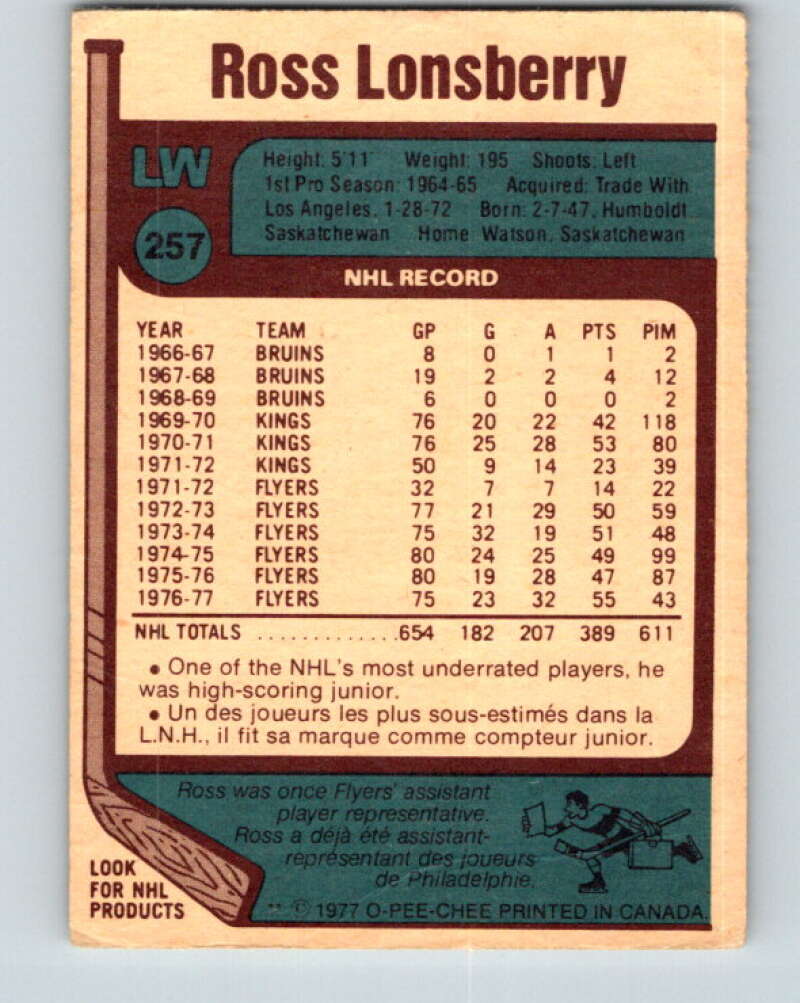 Ross Lonsberry
LW
Height: 5'11 Weight: 195 Shoots: Left
1st Pro Season: 1964-65 Acquired: Trade With
Los Angeles, 1-28-72 Born: 2-7-47, Humboldt
Saskatchewan Home Watson, Saskatchewan
257
NHL RECORD
YEAR TEAM GP G A PTS PIM
1966-67 BRUINS 8 0 1 1 2
1967-68 BRUINS 19 2 2 4 12
1968-69 BRUINS 6 0 0 0 2
1969-70 KINGS 76 20 22 42 118
1970-71 KINGS 76 25 28 53 80
1971-72 KINGS 50 9 14 23 39
1971-72 FLYERS 32 7 7 14 22
1972-73 FLYERS 77 21 29 50 59
1973-74 FLYERS 75 32 19 51 48
1974-75 FLYERS 80 24 25 49 99
1975-76 FLYERS 80 19 28 47 87
1976-77 FLYERS 75 23 32 55 43
NHL TOTALS .............654 182 207 389 611
• One of the NHL's most underrated players, he
was high-scoring junior.
• Un des joueurs les plus sous-estimés dans la
L.N.H., il fit sa marque comme compteur junior.
Ross was once Flyers' assistant
player representative.
Ross a déjà été assistant-
représentant des joueurs
de Philadelphie.
LOOK
FOR NHL
PRODUCTS
** © 1977 O-PEE-CHEE PRINTED IN CANADA.